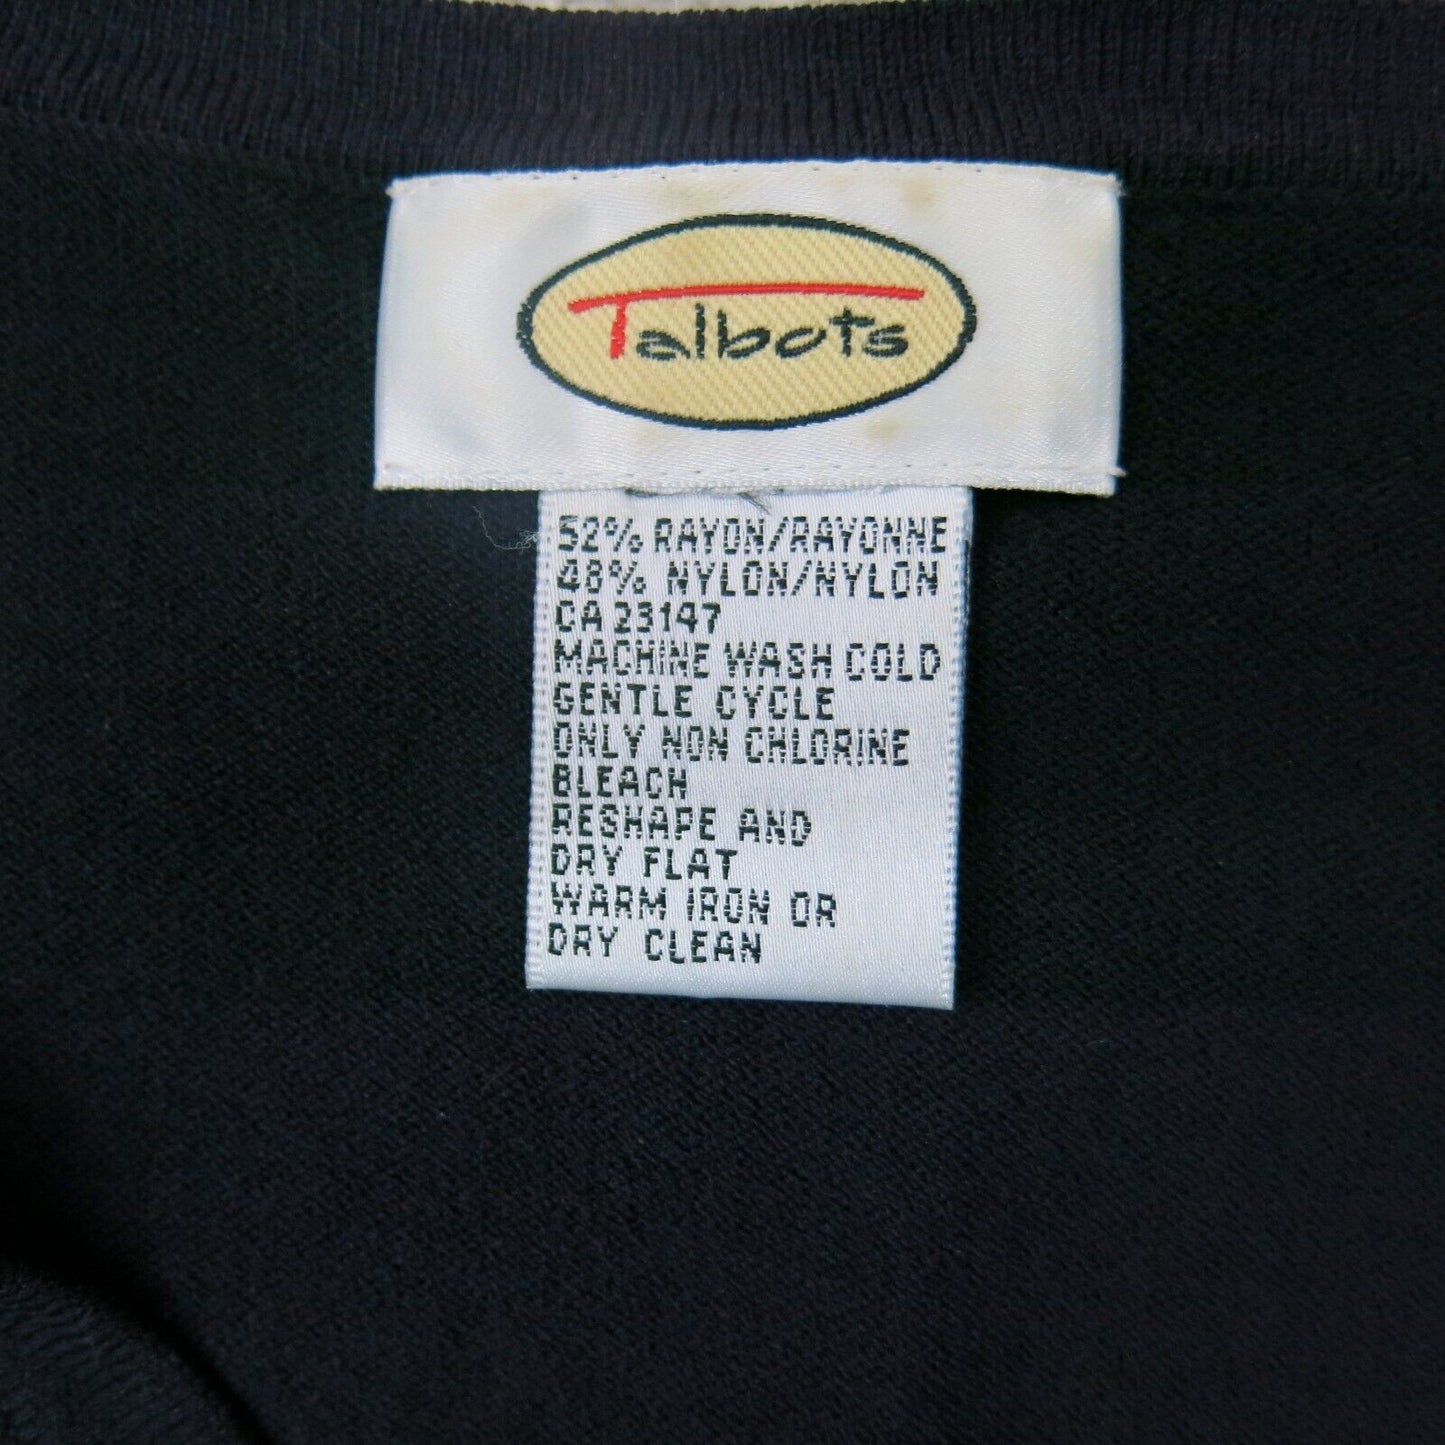 Talbots
52% RAYON/RAYONNE
48% NYLON/NYLON
CA 23147
MACHINE WASH COLD
GENTLE CYCLE
ONLY NON CHLORINE
BLEACH
RESHAPE AND
DRY FLAT
WARM IRON OR
DRY CLEAN